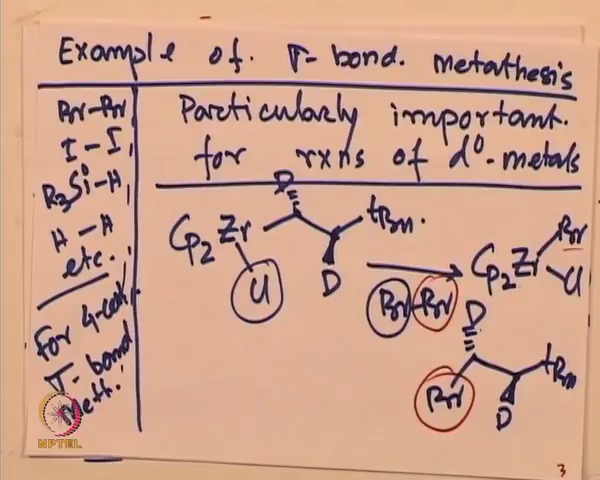 Example of σ-bond. metathesis
Br-Br,
I-I,
R3Si-H,
H-H
etc.
For 4-cent,
σ-bond
Meth.
Particularly important.
for rxns of d⁰-metals
D
Cp2Zr
tBu.
Cl
D
Br-Br
Cp2Zr
Br
Cl
D
Br
tBu
D
NPTEL
3